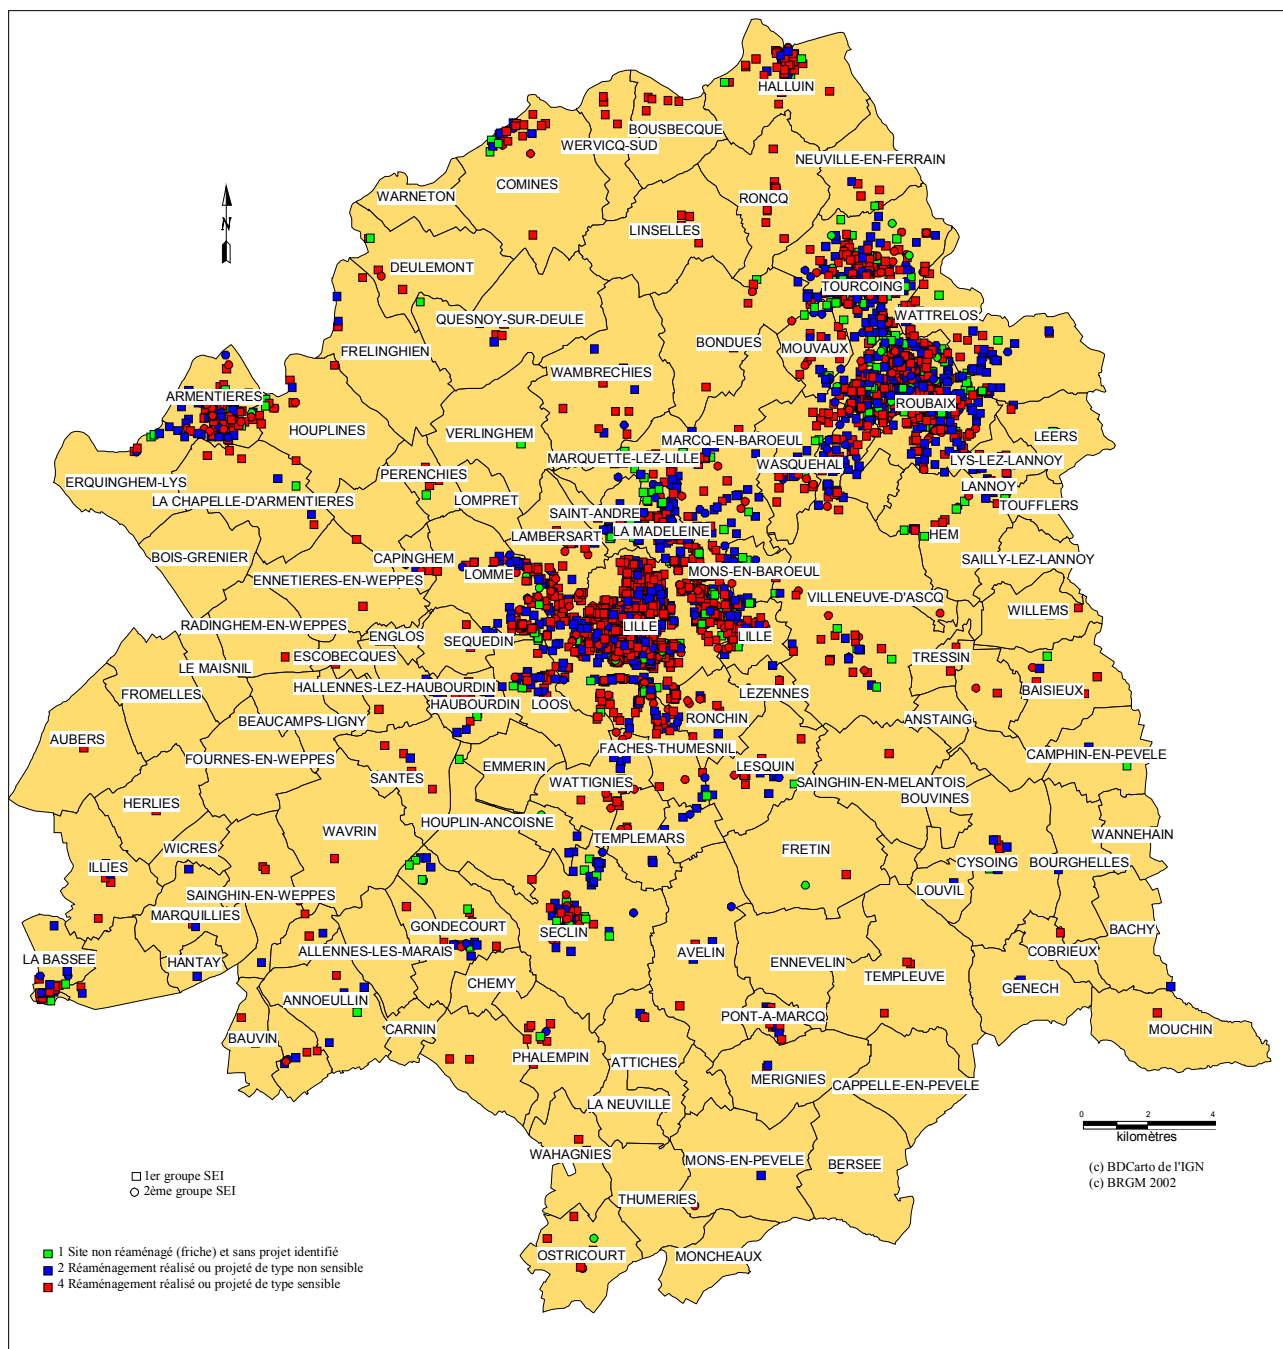 HALLUIN
BOUSBECQUE
WERVICQ-SUD
NEUVILLE-EN-FERRAIN
COMINES
WARNETON
RONCQ
N
LINSELLES
DEULEMONT
TOURCOING
WATTRELOS
QUESNOY-SUR-DEULE
BONDUES
MOUVAUX
FRELINGHIEN
WAMBRECHIES
ARMENTIERES
ROUBAIX
HOUPLINES
VERLINGHEM
MARCQ-EN-BAROEUL
LEERS
MARQUETTE-LEZ-LILLE
WASQUEHAL
LYS-LEZ-LANNOY
ERQUINGHEM-LYS
PERENCHIES
LANNOY
LA CHAPELLE-D'ARMENTIERES
LOMPRET
TOUFFLERS
SAINT-ANDRE
LA MADELEINE
HEM
LAMBERSART
BOIS-GRENIER
CAPINGHEM
SAILLY-LEZ-LANNOY
LOMME
MONS-EN-BAROEUL
ENNETIERES-EN-WEPPES
VILLENEUVE-D'ASCQ
WILLEMS
RADINGHEM-EN-WEPPES
LILLE
LILLE
ENGLOS
SEQUEDIN
ESCOBECQUES
TRESSIN
LE MAISNIL
HALLENNES-LEZ-HAUBOURDIN
BAISIEUX
FROMELLES
LEZENNES
HAUBOURDIN
LOOS
BEAUCAMPS-LIGNY
RONCHIN
ANSTAING
AUBERS
FACHES-THUMESNIL
CAMPHIN-EN-PEVELE
FOURNES-EN-WEPPES
EMMERIN
LESQUIN
SANTES
WATTIGNIES
SAINGHIN-EN-MELANTOIS
BOUVINES
HERLIES
HOUPLIN-ANCOISNE
WAVRIN
TEMPLEMARS
WANNEHAIN
WICRES
FRETIN
CYSOING
BOURGHELLES
ILLIES
LOUVIL
SAINGHIN-EN-WEPPES
MARQUILLIES
GONDECOURT
SECLIN
BACHY
ALLENNES-LES-MARAIS
AVELIN
COBRIEUX
LA BASSEE
HANTAY
ENNEVELIN
TEMPLEUVE
CHEMY
GENECH
ANNOEULLIN
PONT-A-MARCQ
CARNIN
MOUCHIN
BAUVIN
PHALEMPIN
ATTICHES
MERIGNIES
CAPPELLE-EN-PEVELE
LA NEUVILLE
0 2 4
kilomètres
WAHAGNIES
MONS-EN-PEVELE
BERSEE
(c) BDCarto de l'IGN
(c) BRGM 2002
1er groupe SEI
2ème groupe SEI
THUMERIES
OSTRICOURT
MONCHEAUX
1 Site non réaménagé (friche) et sans projet identifié
2 Réaménagement réalisé ou projeté de type non sensible
4 Réaménagement réalisé ou projeté de type sensible